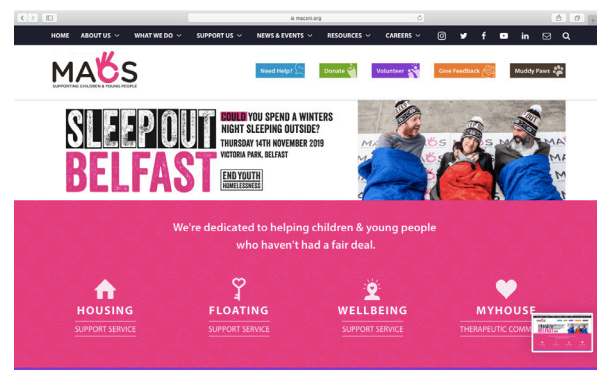 macsni.org
HOME ABOUT US WHAT WE DO SUPPORT US NEWS & EVENTS RESOURCES CAREERS
MACS
SUPPORTING CHILDREN & YOUNG PEOPLE
Need Help? Donate Volunteer Give Feedback Muddy Paws
SLEEP OUT
BELFAST
COULD YOU SPEND A WINTERS
NIGHT SLEEPING OUTSIDE?
THURSDAY 14TH NOVEMBER 2019
VICTORIA PARK, BELFAST
END YOUTH
HOMELESSNESS
We're dedicated to helping children & young people
who haven't had a fair deal.
HOUSING
SUPPORT SERVICE
FLOATING
SUPPORT SERVICE
WELLBEING
SUPPORT SERVICE
MYHOUSE
THERAPEUTIC COMM